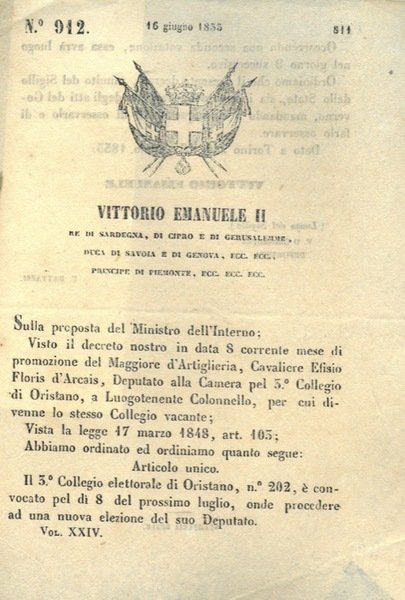 N.° 912. 16 giugno 1855 811
VITTORIO EMANUELE II
RE DI SARDEGNA, DI CIPRO E DI GERUSALEMME,
DUCA DI SAVOIA E DI GENOVA, ECC. ECC.,
PRINCIPE DI PIEMONTE, ECC. ECC. ECC.
Sulla proposta del Ministro dell'Interno;
Visto il decreto nostro in data 8 corrente mese di
promozione del Maggiore d'Artiglieria, Cavaliere Efisio
Floris d'Arcais, Deputato alla Camera pel 3.° Collegio
di Oristano, a Luogotenente Colonnello, per cui di-
venne lo stesso Collegio vacante;
Vista la legge 17 marzo 1848, art. 103;
Abbiamo ordinato ed ordiniamo quanto segue:
Articolo unico.
Il 3.° Collegio elettorale di Oristano, n.° 202, è con-
vocato pel dì 8 del prossimo luglio, onde procedere
ad una nuova elezione del suo Deputato.
VOL. XXIV.